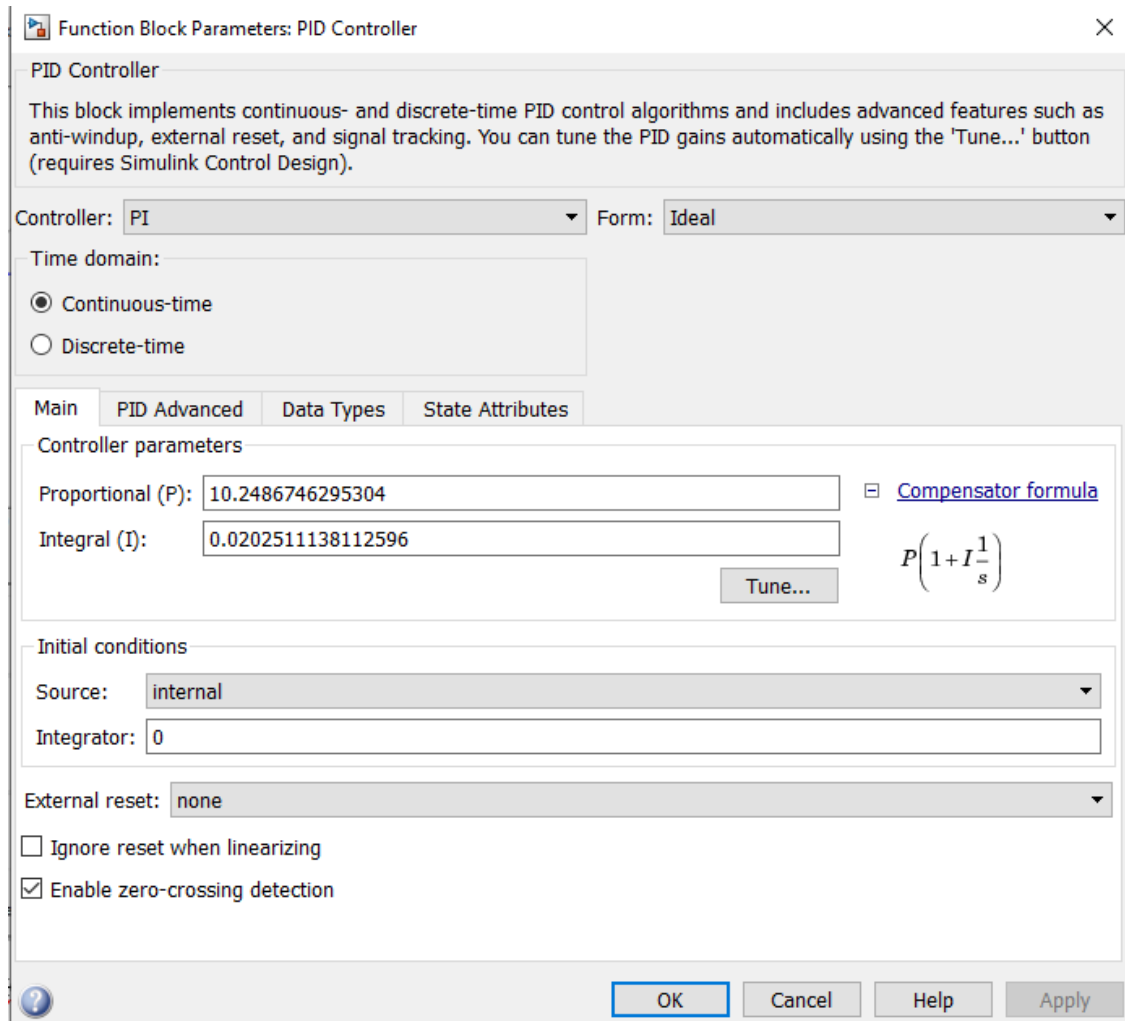 Function Block Parameters: PID Controller
PID Controller
This block implements continuous- and discrete-time PID control algorithms and includes advanced features such as
anti-windup, external reset, and signal tracking. You can tune the PID gains automatically using the 'Tune...' button
(requires Simulink Control Design).
Controller: PI Form: Ideal
Time domain:
Continuous-time
Discrete-time
Main PID Advanced Data Types State Attributes
Controller parameters
Proportional (P): 10.2486746295304 Compensator formula
Integral (I): 0.0202511138112596
P(1+I 1/s)
Tune...
Initial conditions
Source: internal
Integrator: 0
External reset: none
Ignore reset when linearizing
Enable zero-crossing detection
? OK Cancel Help Apply